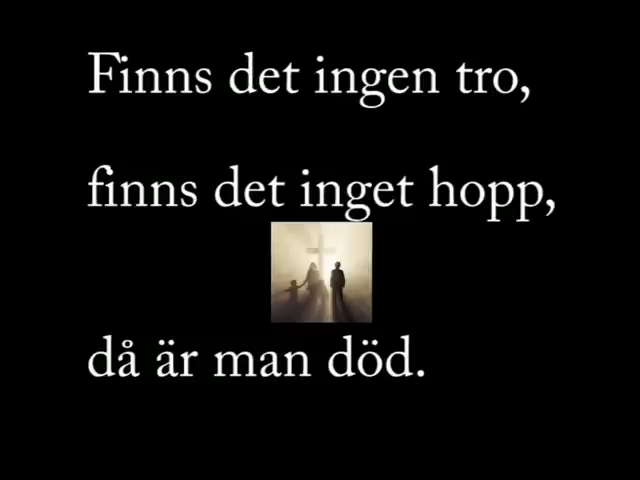 Finns det ingen tro,
finns det inget hopp,
då är man död.